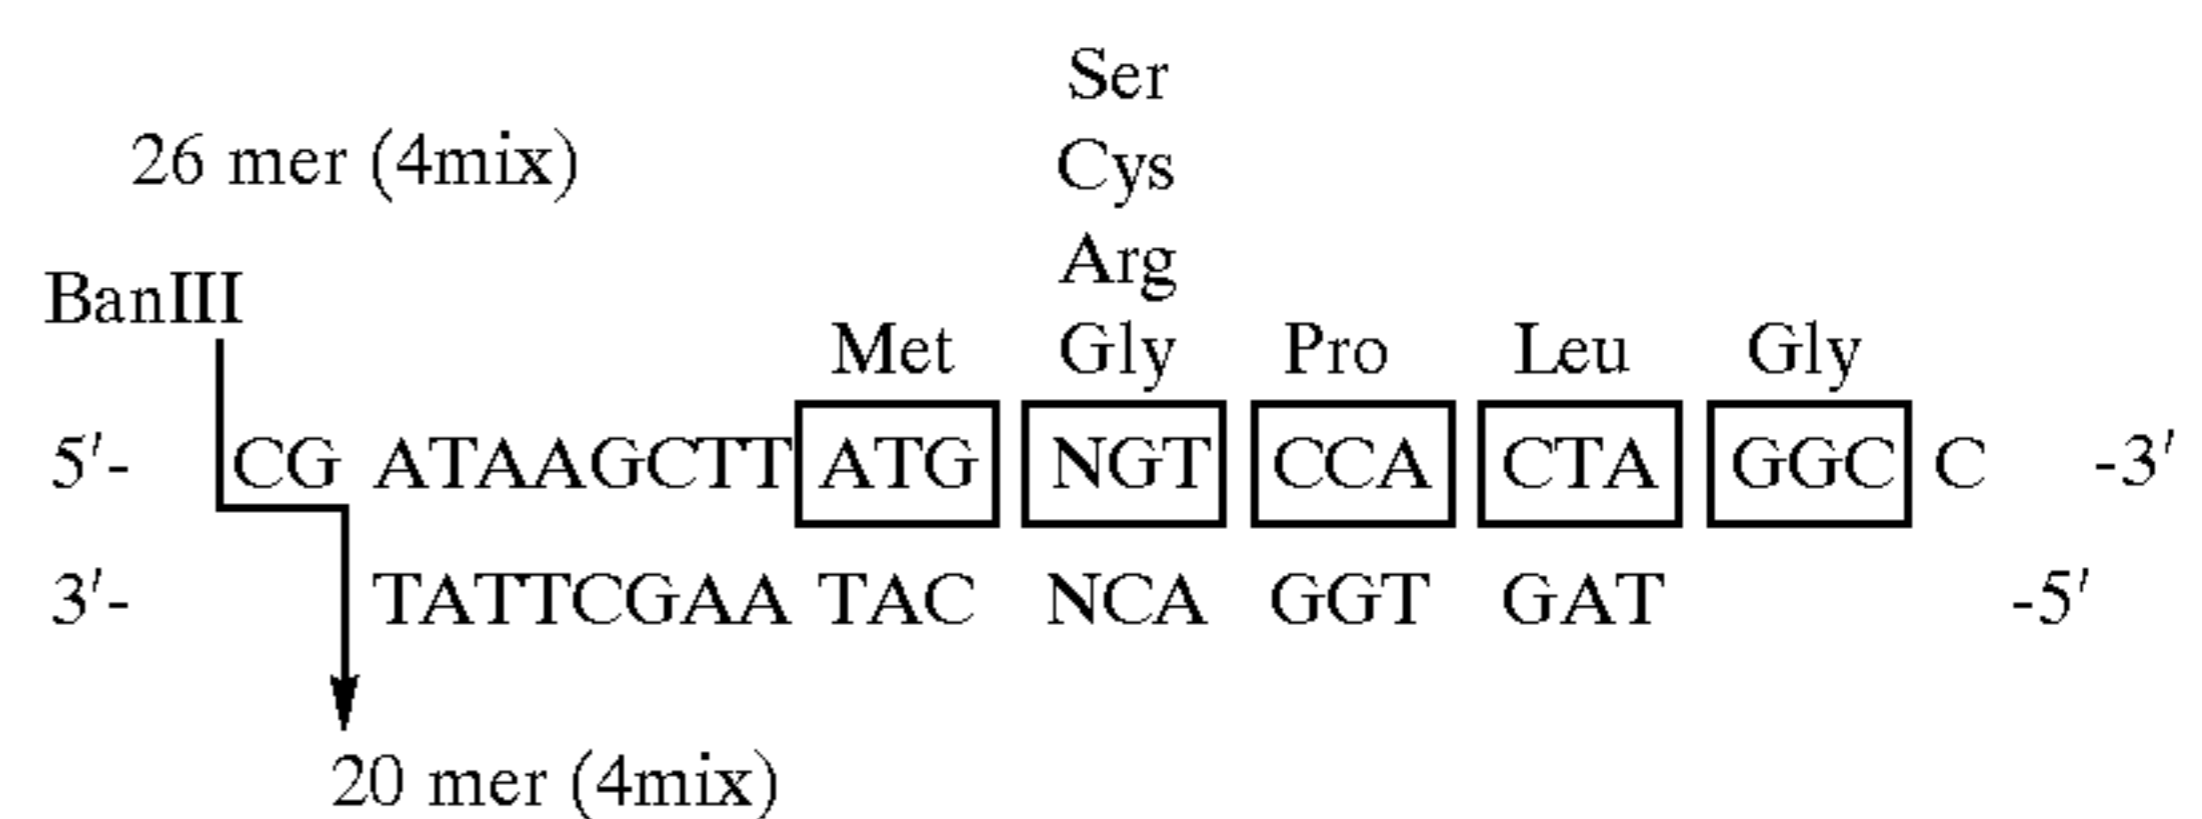 Ser
26 mer (4mix)
Cys
Arg
BanIII
Met Gly Pro Leu Gly
5′- CG ATAAGCTT ATG NGT CCA CTA GGC C -3′
3′- TATTCGAA TAC NCA GGT GAT -5′
20 mer (4mix)